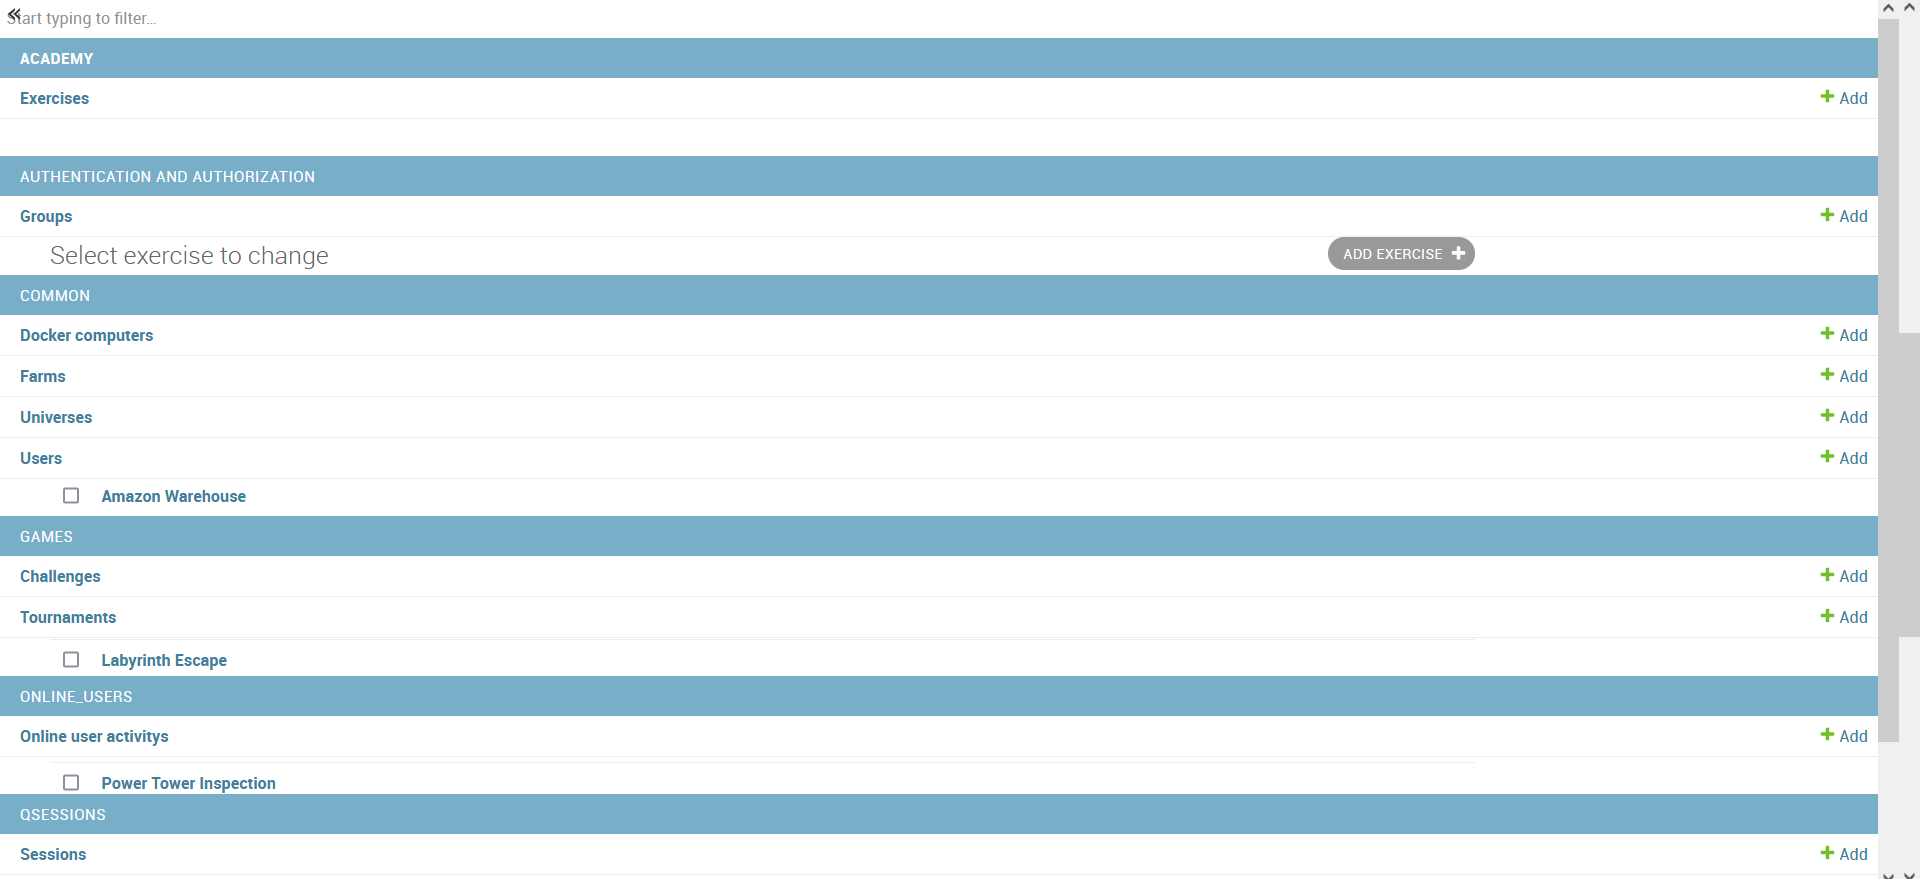 Start typing to filter...
ACADEMY
Exercises Add
AUTHENTICATION AND AUTHORIZATION
Groups Add
Select exercise to change ADD EXERCISE
COMMON
Docker computers Add
Farms Add
Universes Add
Users Add
Amazon Warehouse
GAMES
Challenges Add
Tournaments Add
Labyrinth Escape
ONLINE_USERS
Online user activitys Add
Power Tower Inspection
QSESSIONS
Sessions Add